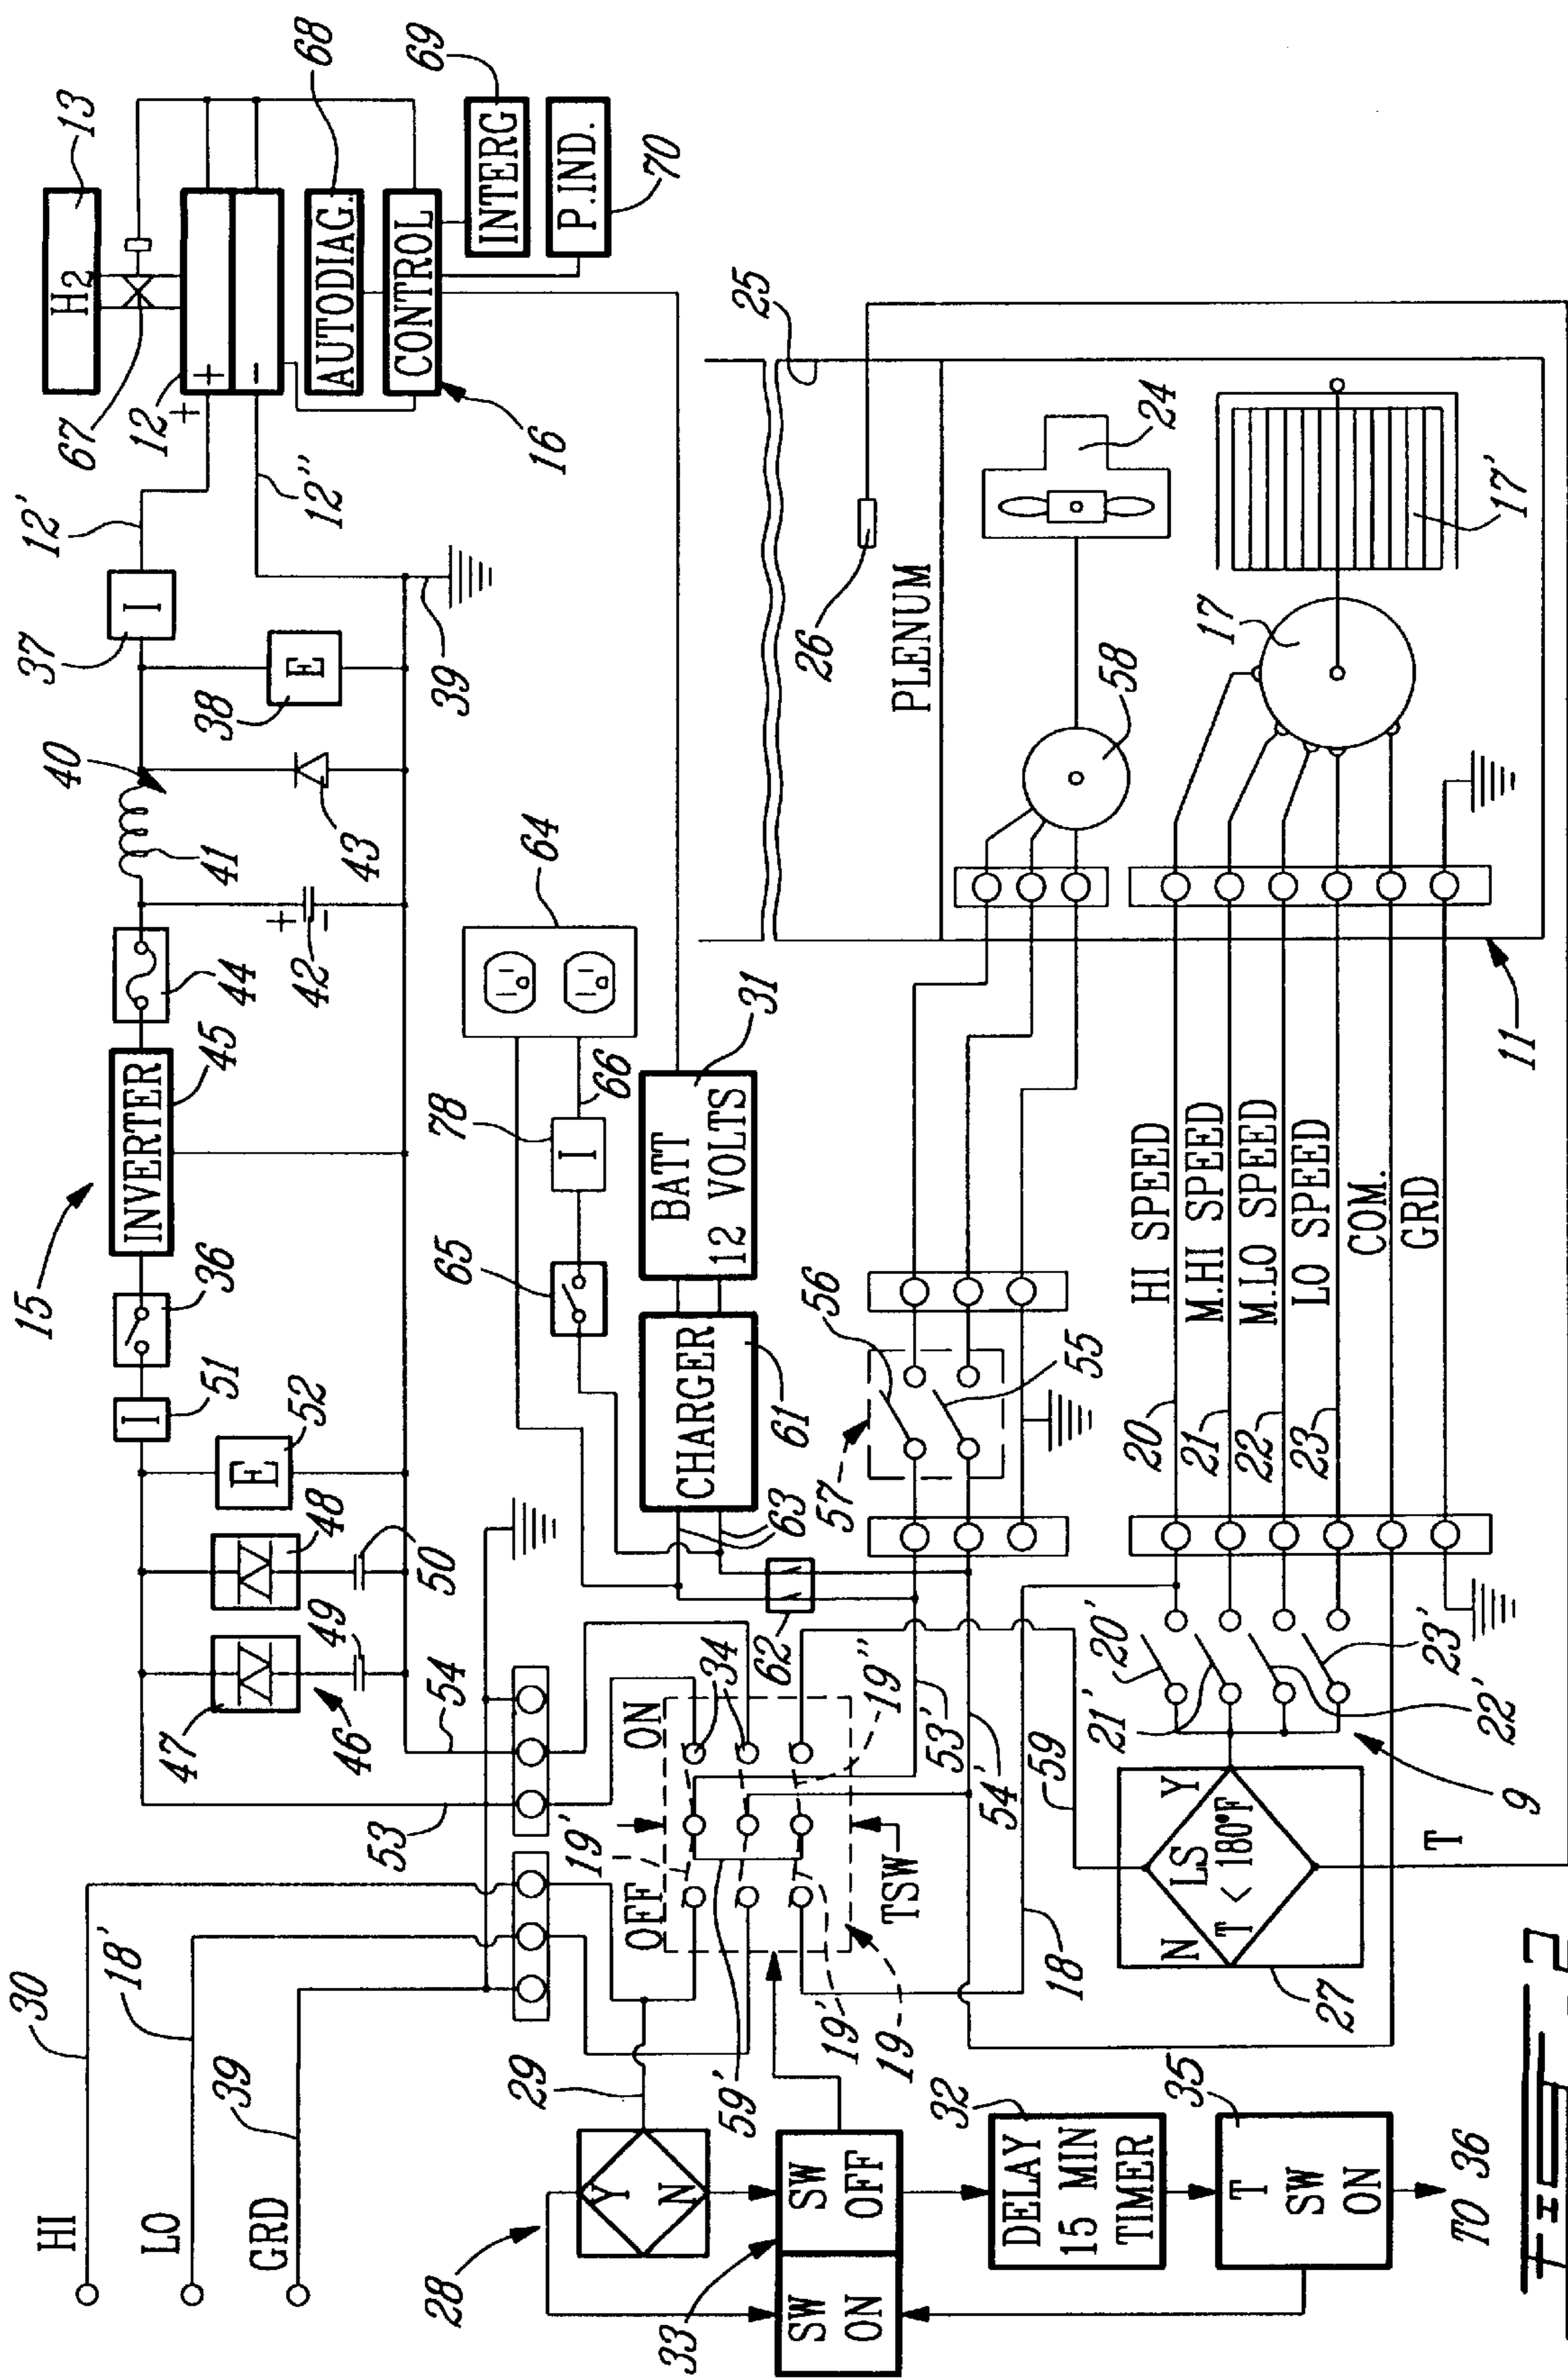 HI
LO
GRD
30
18'
39
53
54
47
48
46
49
50
E
52
I
51
36
15
INVERTER
45
44
42
+
-
41
40
43
E
38
I
37
39
12'
12"
+
12
+
-
67
H2
13
AUTODIAG.
68
CONTROL
16
INTERG
69
P.IND.
70
64
66
I
78
65
BATT
12 VOLTS
31
CHARGER
61
63
62
OFF
ON
34
19'
19"
TSW
19'
19
59'
29
28
Y
N
SW
ON
SW
OFF
33
DELAY
15 MIN
TIMER
32
T
SW
ON
35
TO 36
53'
54'
18
59
57
56
55
N
Y
LS
T < 180°F
27
T
9
20'
21'
22'
23'
20
21
22
23
HI SPEED
M.HI SPEED
M.LO SPEED
LO SPEED
COM.
GRD
11
PLENUM
25
26
24
58
17
17'
FIG. 2